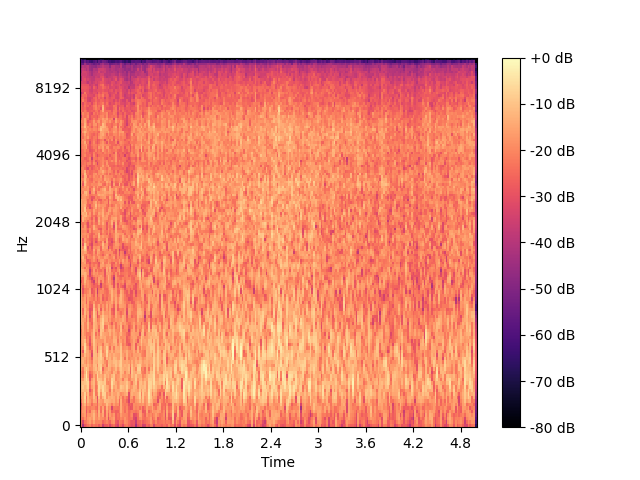 8192
4096
2048
1024
512
0
Hz
0 0.6 1.2 1.8 2.4 3 3.6 4.2 4.8
Time
+0 dB
-10 dB
-20 dB
-30 dB
-40 dB
-50 dB
-60 dB
-70 dB
-80 dB